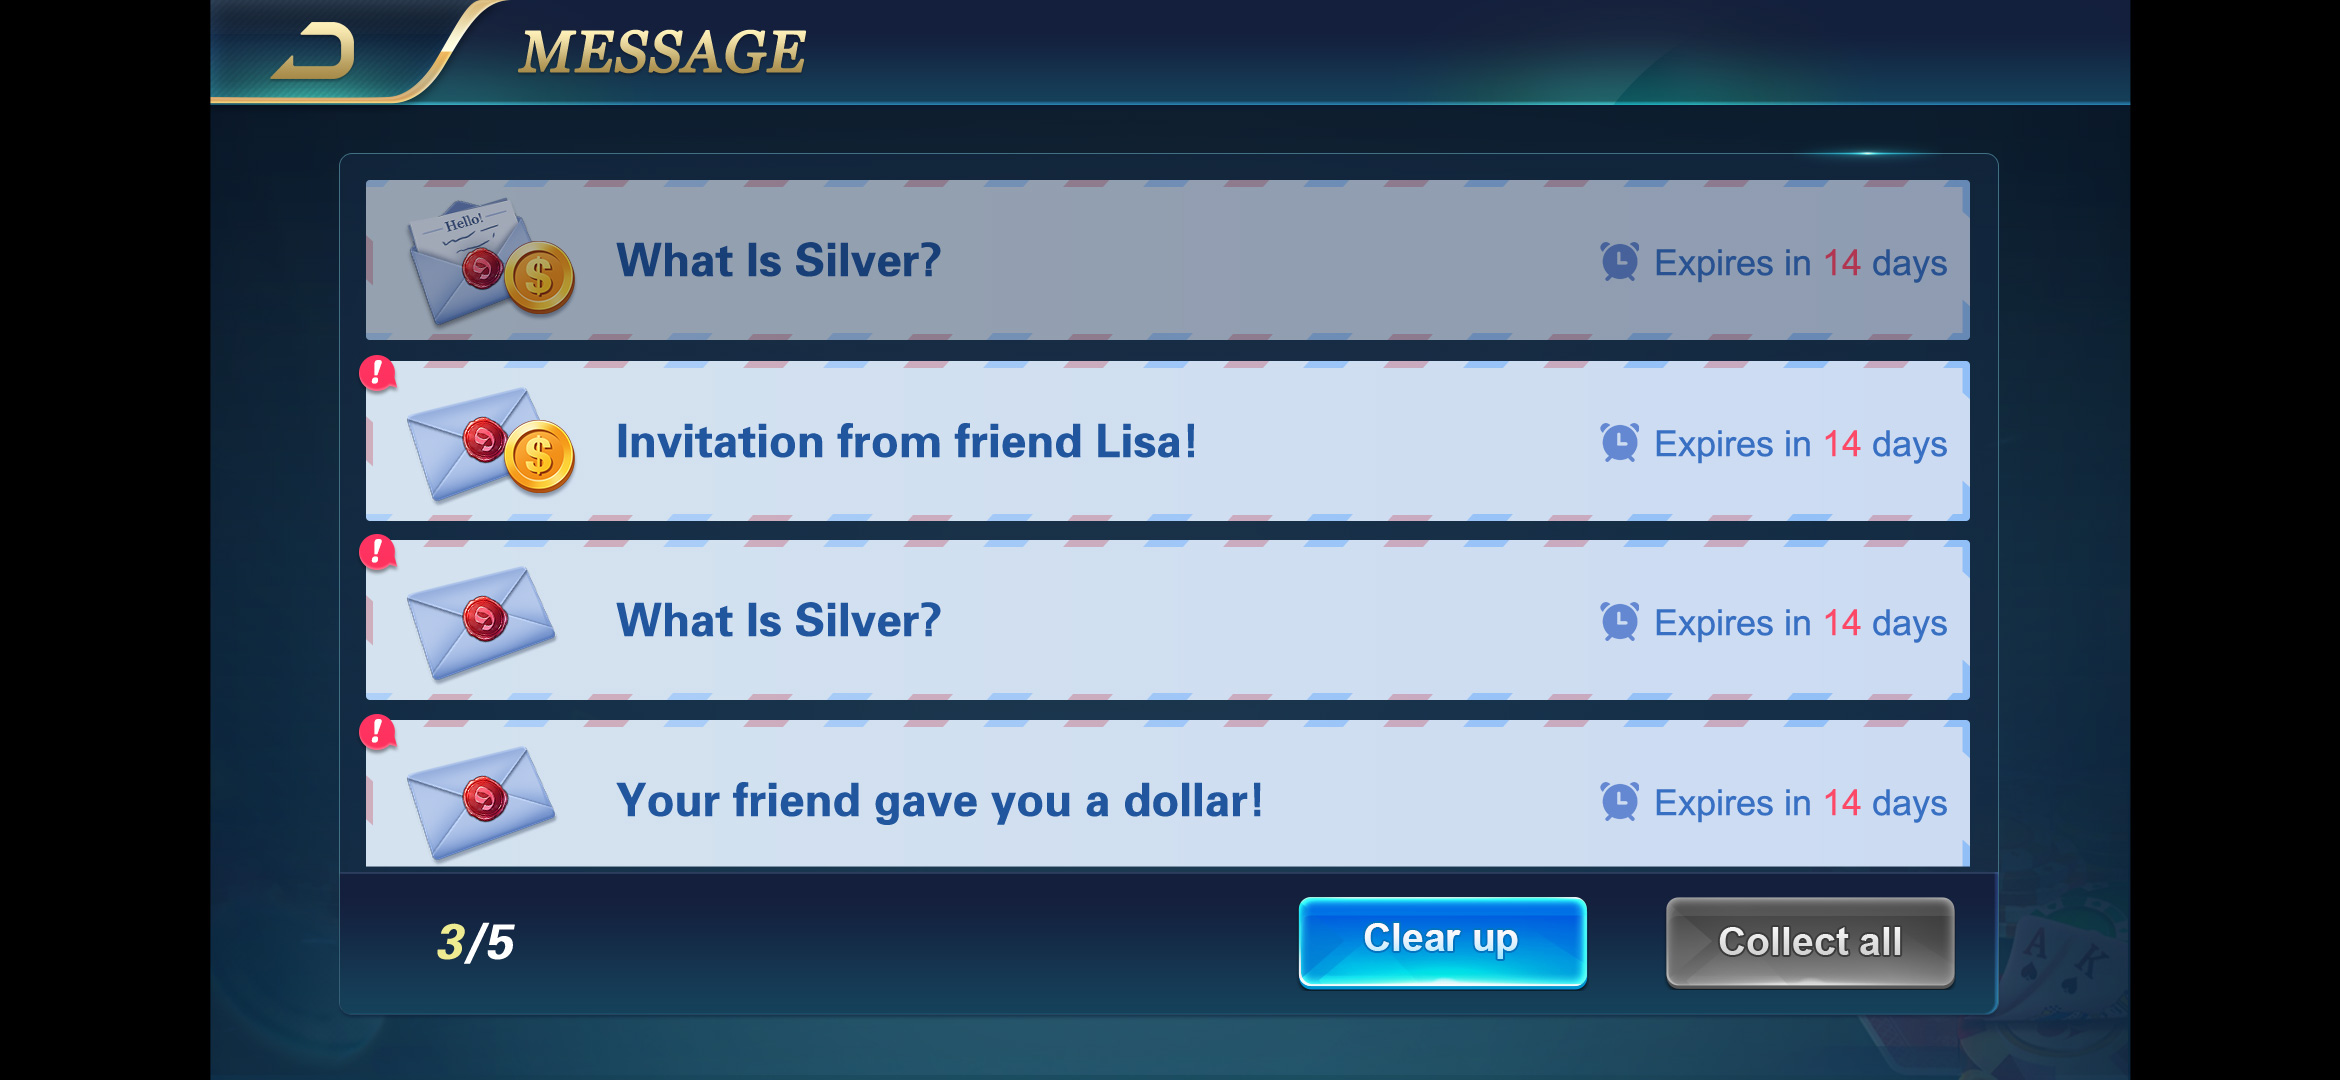 MESSAGE
Hello!
What Is Silver?
Expires in 14 days
Invitation from friend Lisa!
Expires in 14 days
What Is Silver?
Expires in 14 days
Your friend gave you a dollar!
Expires in 14 days
3/5
Clear up
Collect all
A
K